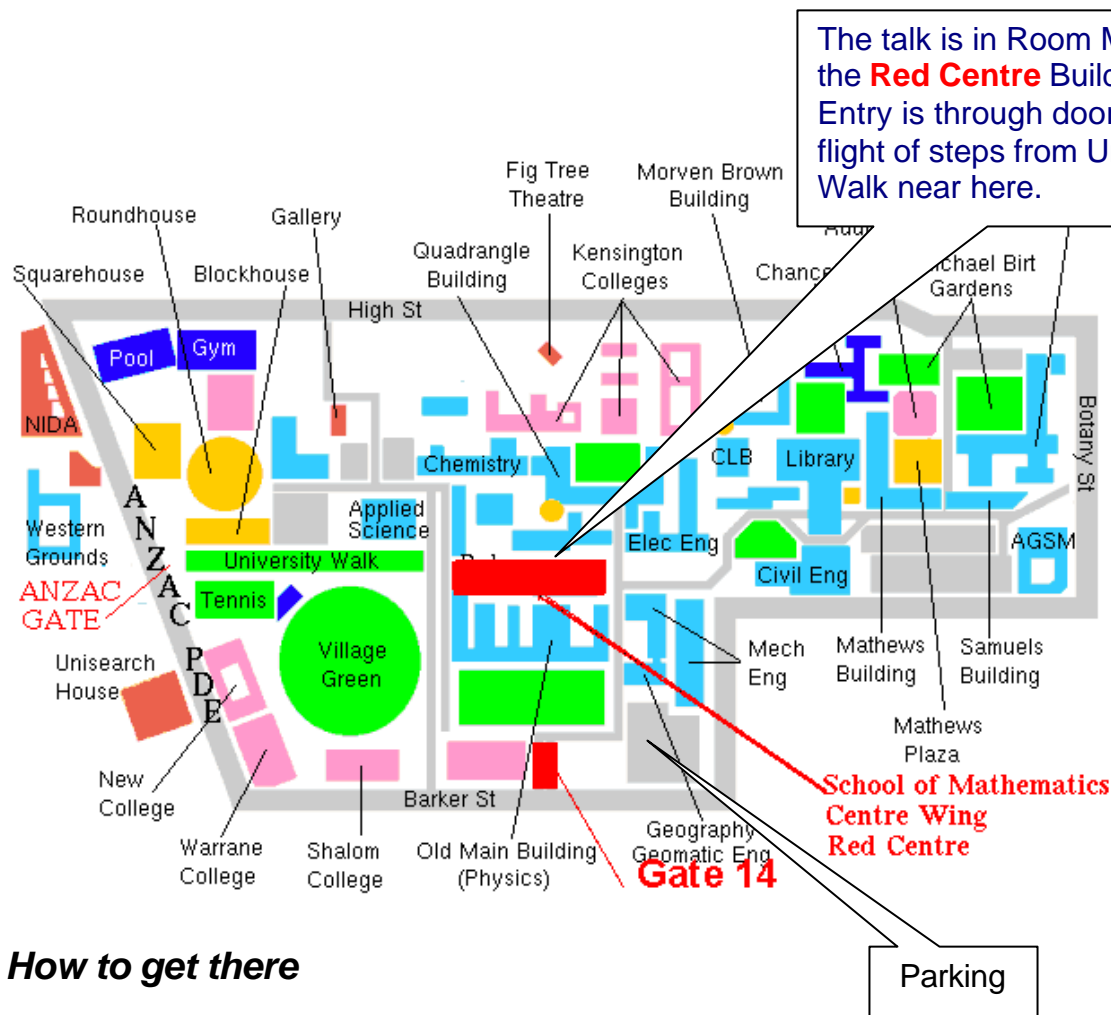 The talk is in Room
the Red Centre
Entry is through
flight of steps from
Walk near here.
Fig Tree
Theatre
Morven Brown
Building
Roundhouse
Gallery
Quadrangle
Building
Kensington
Colleges
Squarehouse
Blockhouse
Birt
Gardens
High St
Pool
Gym
NIDA
Botany St
Chemistry
CLB
Library
Applied
Science
Western
Grounds
ANZAC PDE
University Walk
Elec Eng
AGSM
Civil Eng
ANZAC
GATE
Tennis
Unisearch
House
Village
Green
Mech
Eng
Mathews
Building
Samuels
Building
Mathews
Plaza
New
College
Barker St
School of Mathematics
Centre Wing
Red Centre
Warrane
College
Shalom
College
Old Main Building
(Physics)
Geography
Geomatic Eng
Gate 14
How to get there
Parking